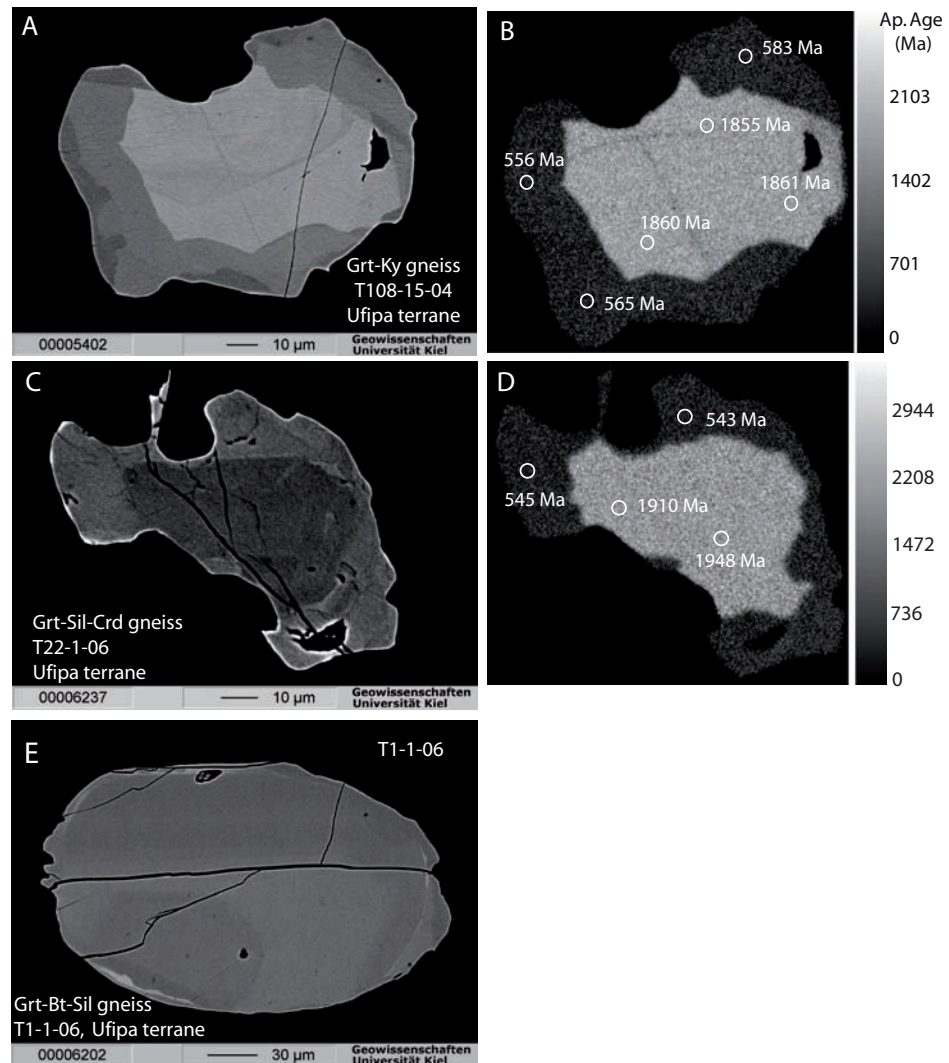 A
Grt-Ky gneiss
T108-15-04
Ufipa terrane
00005402
10 µm
Geowissenschaften
Universität Kiel
B
583 Ma
1855 Ma
556 Ma
1861 Ma
1860 Ma
565 Ma
Ap. Age
(Ma)
2103
1402
701
0
C
Grt-Sil-Crd gneiss
T22-1-06
Ufipa terrane
00006237
10 µm
Geowissenschaften
Universität Kiel
D
543 Ma
545 Ma
1910 Ma
1948 Ma
2944
2208
1472
736
0
E
T1-1-06
Grt-Bt-Sil gneiss
T1-1-06, Ufipa terrane
00006202
30 µm
Geowissenschaften
Universität Kiel